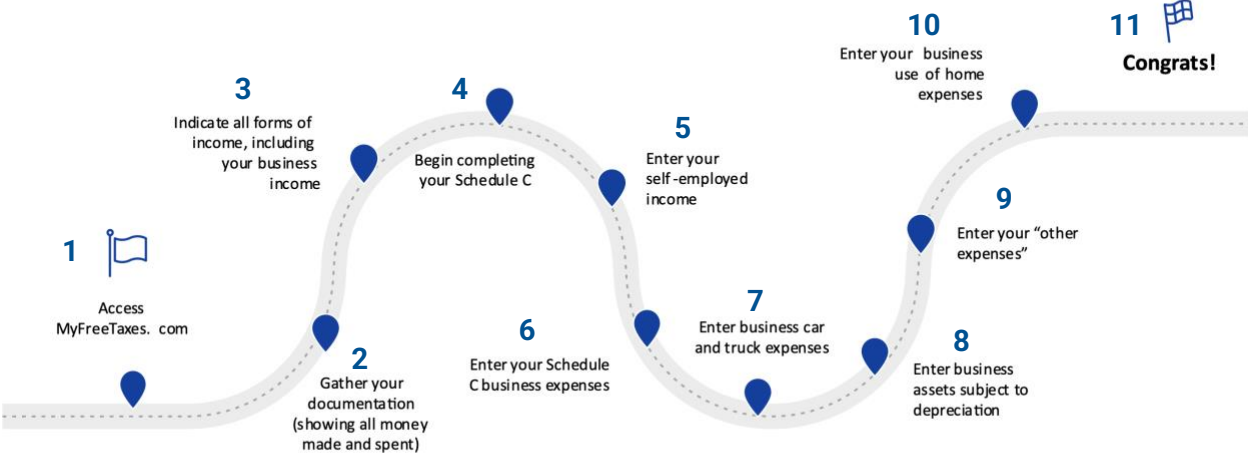 1
Access
MyFreeTaxes. com
2
Gather your
documentation
(showing all money
made and spent)
3
Indicate all forms of
income, including
your business
income
4
Begin completing
your Schedule C
5
Enter your
self-employed
income
6
Enter your Schedule
C business expenses
7
Enter business car
and truck expenses
8
Enter business
assets subject to
depreciation
9
Enter your “other
expenses”
10
Enter your business
use of home
expenses
11
Congrats!